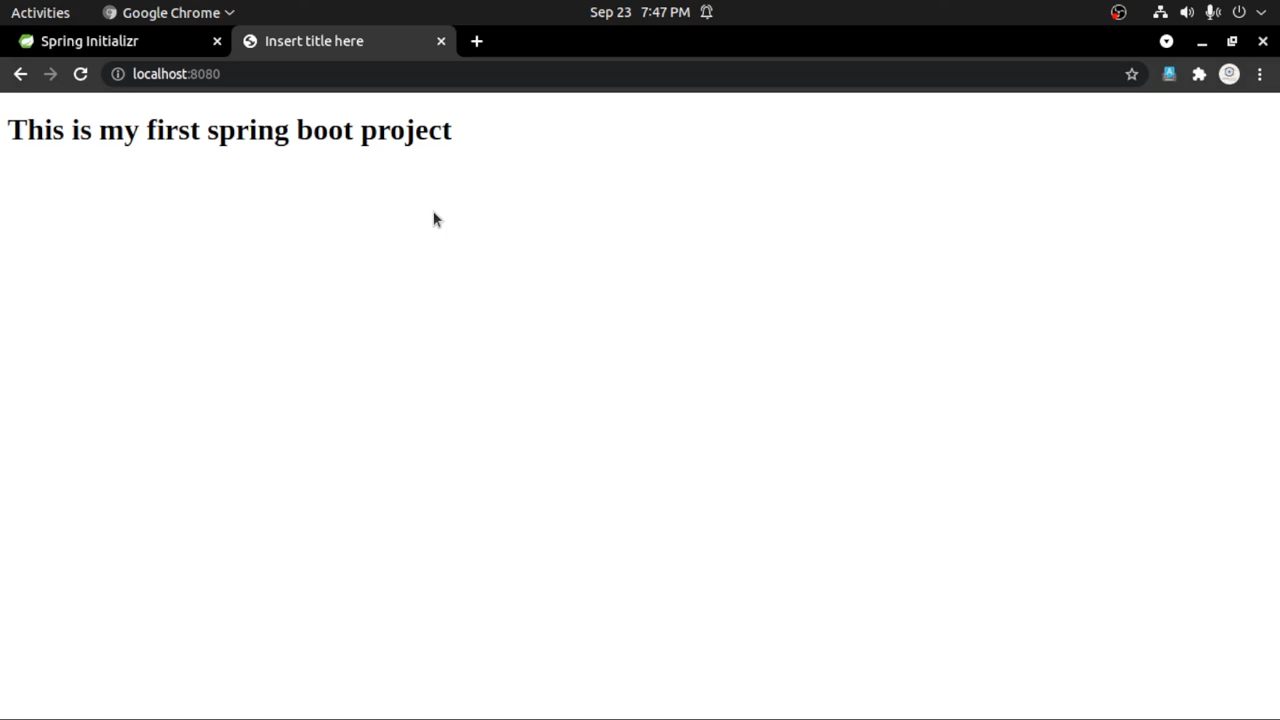 Activities
Google Chrome
Sep 23 7:47 PM
Spring Initializr
Insert title here
localhost:8080
This is my first spring boot project